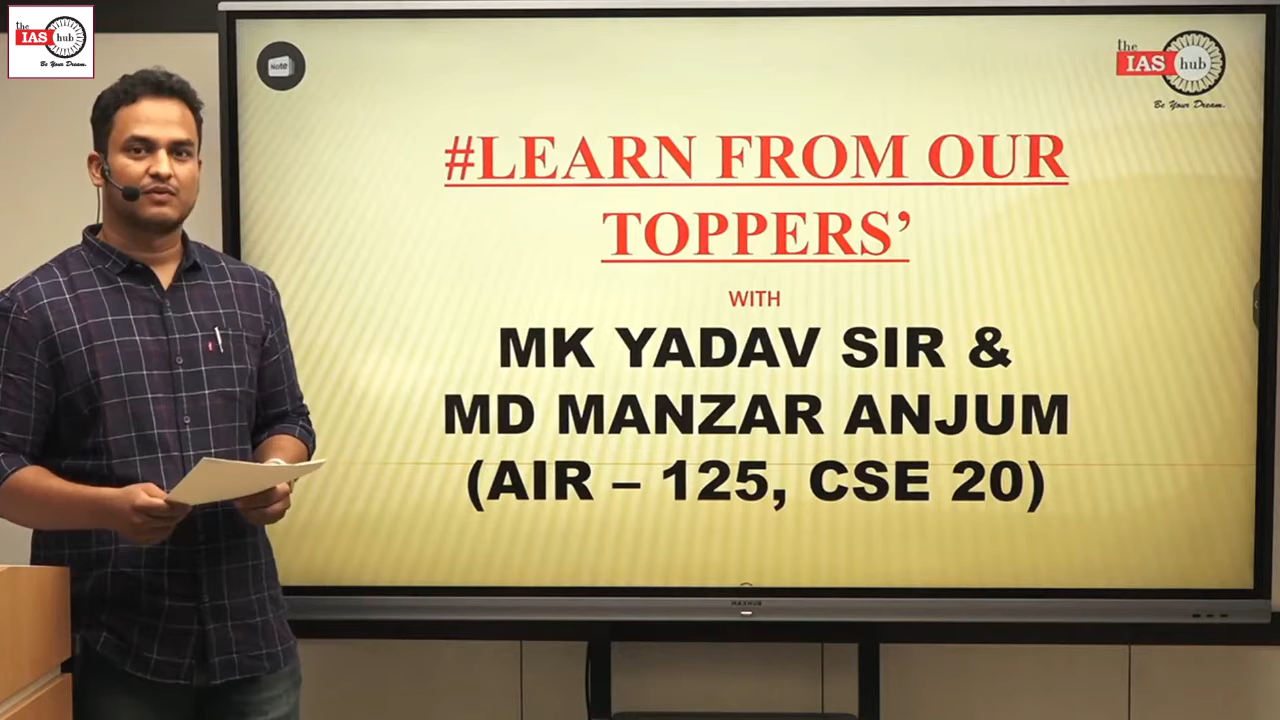 the
IAS hub
Be Your Dream.
Note
the
IAS hub
Be Your Dream.
#LEARN FROM OUR
TOPPERS’
WITH
MK YADAV SIR &
MD MANZAR ANJUM
(AIR – 125, CSE 20)
MAXHUB